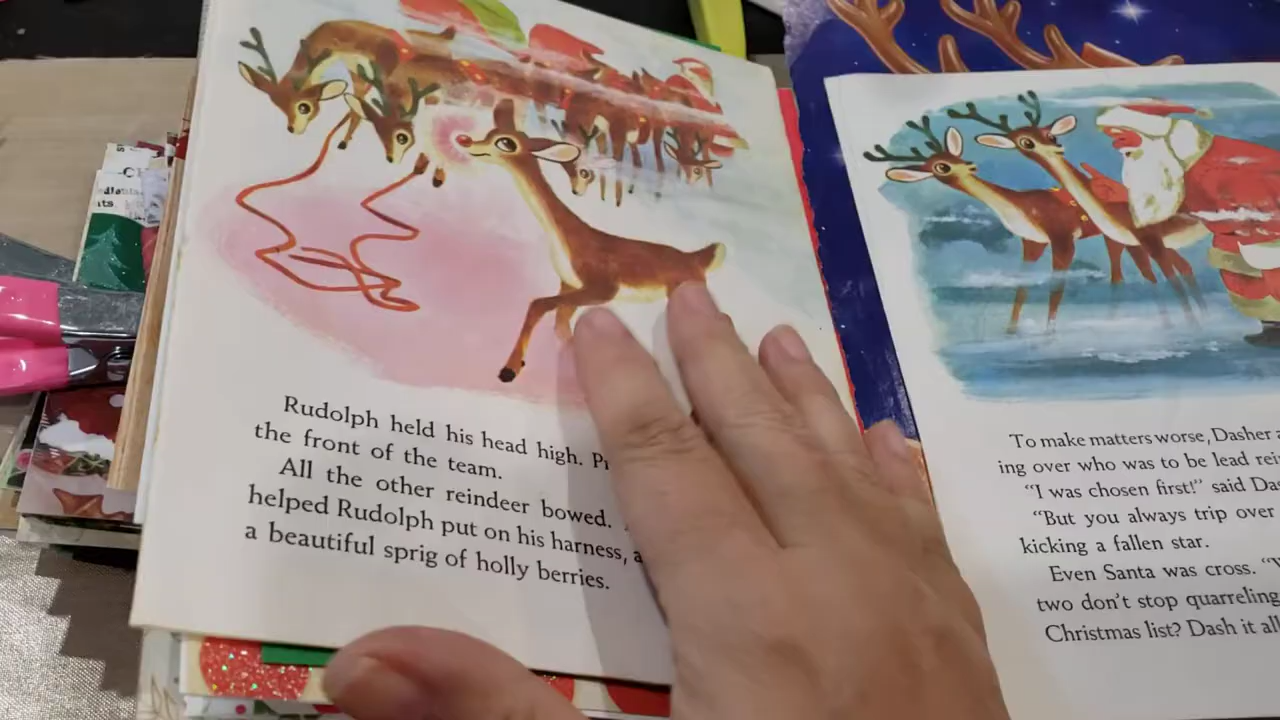 Rudolph held his head high.
the front of the team.
All the other reindeer bowed.
helped Rudolph put on his harness,
a beautiful sprig of holly berries.
To make matters worse, Dasher
ing over who was to be lead
"I was chosen first!" said
"But you always trip over
kicking a fallen star.
Even Santa was cross.
two don't stop quarreling
Christmas list? Dash it all